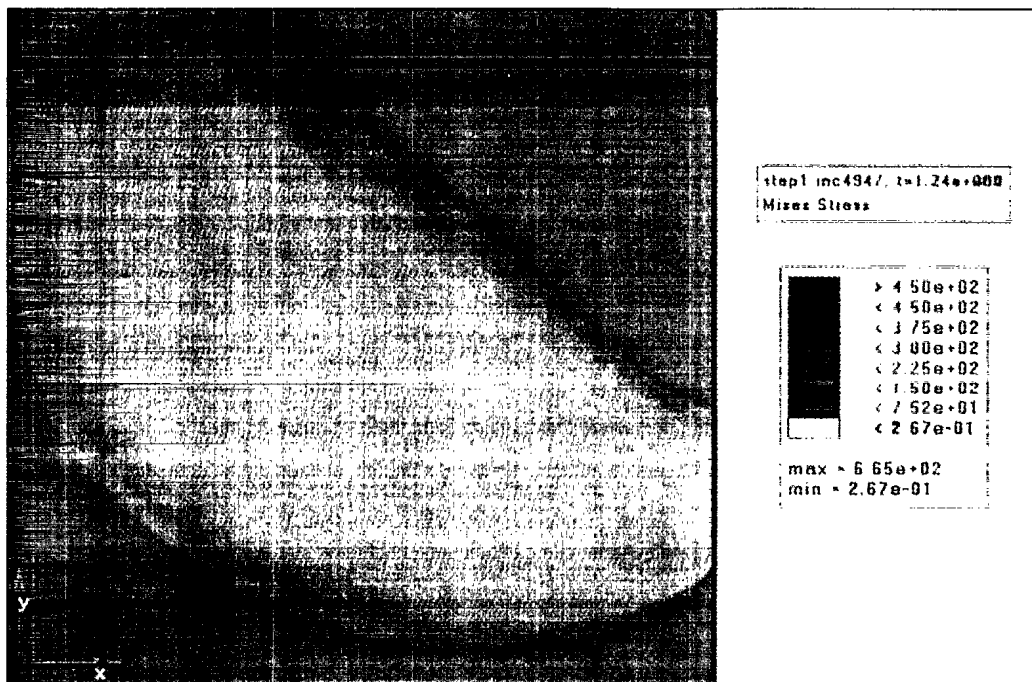 step1 inc4947, t=1.24e+000
Mises Stress
> 4.50e+02
< 4.50e+02
< 3.75e+02
< 3.00e+02
< 2.25e+02
< 1.50e+02
< 7.52e+01
< 2.67e-01
max = 6.65e+02
min = 2.67e-01
y
x